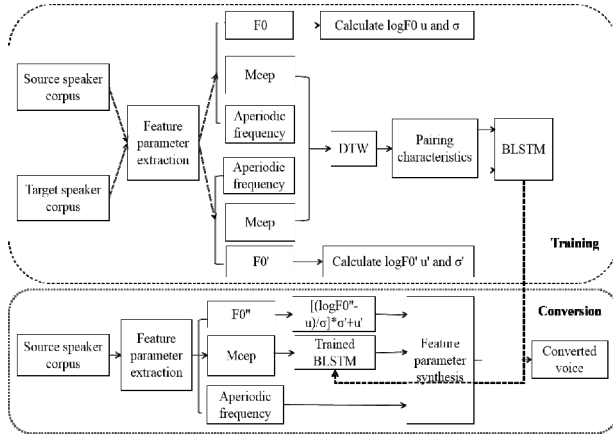 F0
Calculate logF0 u and σ
Source speaker
corpus
Mcep
Feature
parameter
extraction
Aperiodic
frequency
DTW
Pairing
characteristics
BLSTM
Aperiodic
frequency
Target speaker
corpus
Mcep
Training
F0'
Calculate logF0' u' and σ'
Conversion
F0"
[(logF0"-
u)/σ]*σ'+u'
Source speaker
corpus
Feature
parameter
extraction
Mcep
Trained
BLSTM
Feature
parameter
synthesis
Converted
voice
Aperiodic
frequency